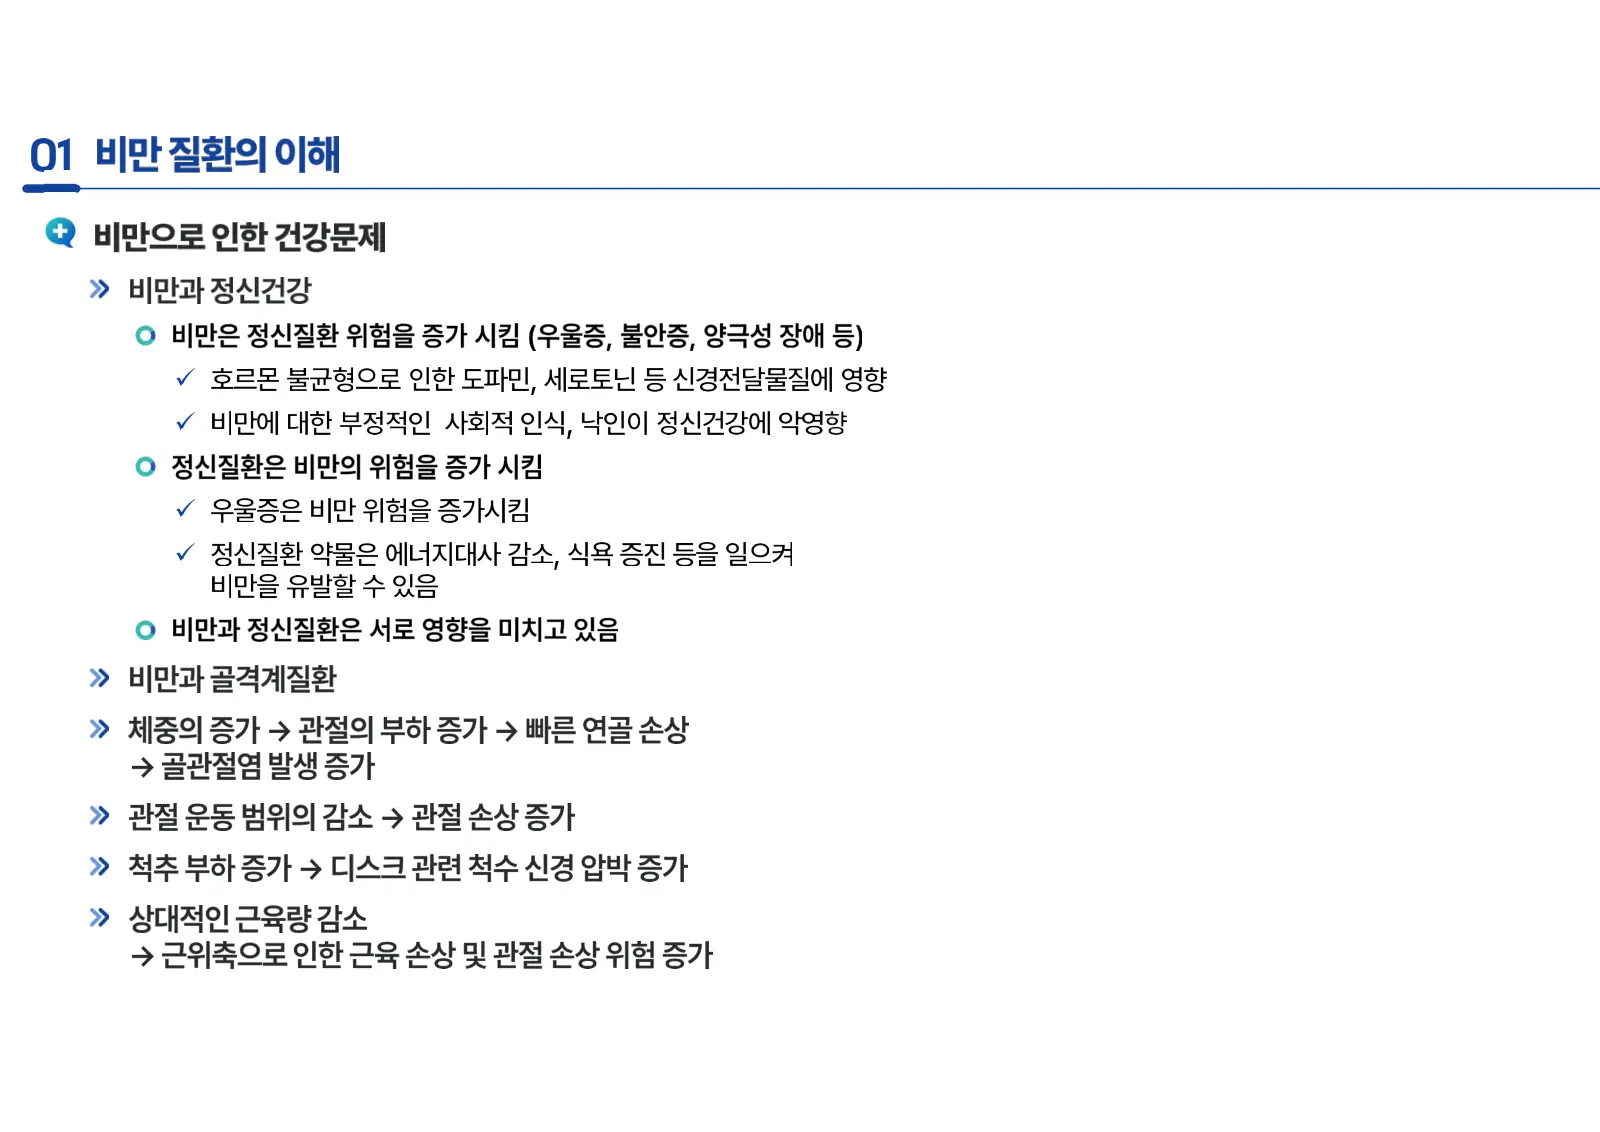 01 비만 질환의 이해
비만으로 인한 건강문제
비만과 정신건강
비만은 정신질환 위험을 증가 시킴 (우울증, 불안증, 양극성 장애 등)
호르몬 불균형으로 인한 도파민, 세로토닌 등 신경전달물질에 영향
비만에 대한 부정적인 사회적 인식, 낙인이 정신건강에 악영향
정신질환은 비만의 위험을 증가 시킴
우울증은 비만 위험을 증가시킴
정신질환 약물은 에너지대사 감소, 식욕 증진 등을 일으켜
비만을 유발할 수 있음
비만과 정신질환은 서로 영향을 미치고 있음
비만과 골격계질환
체중의 증가 → 관절의 부하 증가 → 빠른 연골 손상
→ 골관절염 발생 증가
관절 운동 범위의 감소 → 관절 손상 증가
척추 부하 증가 → 디스크 관련 척수 신경 압박 증가
상대적인 근육량 감소
→ 근위축으로 인한 근육 손상 및 관절 손상 위험 증가